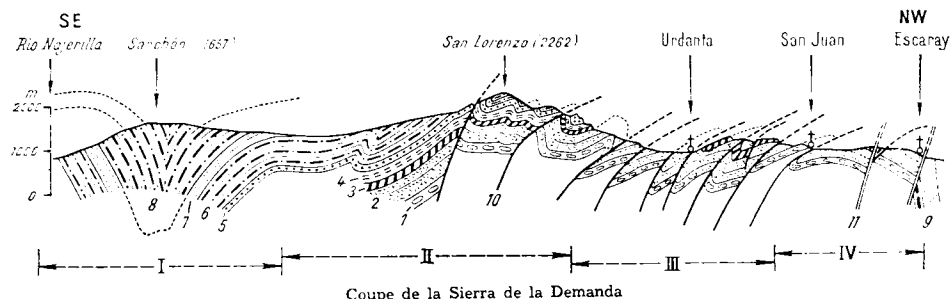 SE NW
Rio Najerilla Sanchón (1657) San Lorenzo (2262) Urdanta San Juan Escaray
m
2000
1000
0
8 7 6 5 4 3 2 1 10 11 9
I II III IV
Coupe de la Sierra de la Demanda